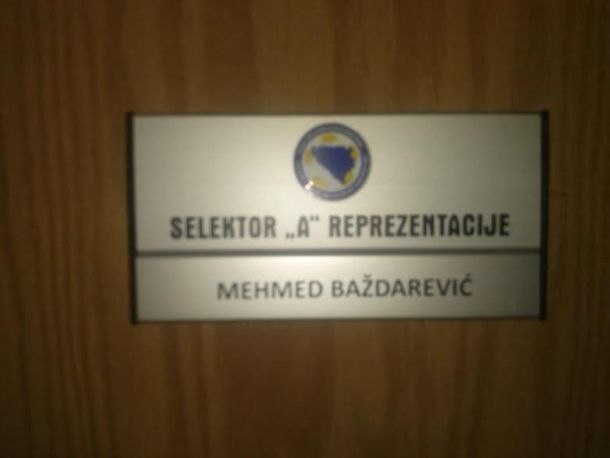 SELEKTOR „A" REPREZENTACIJE
MEHMED BAŽDAREVIĆ